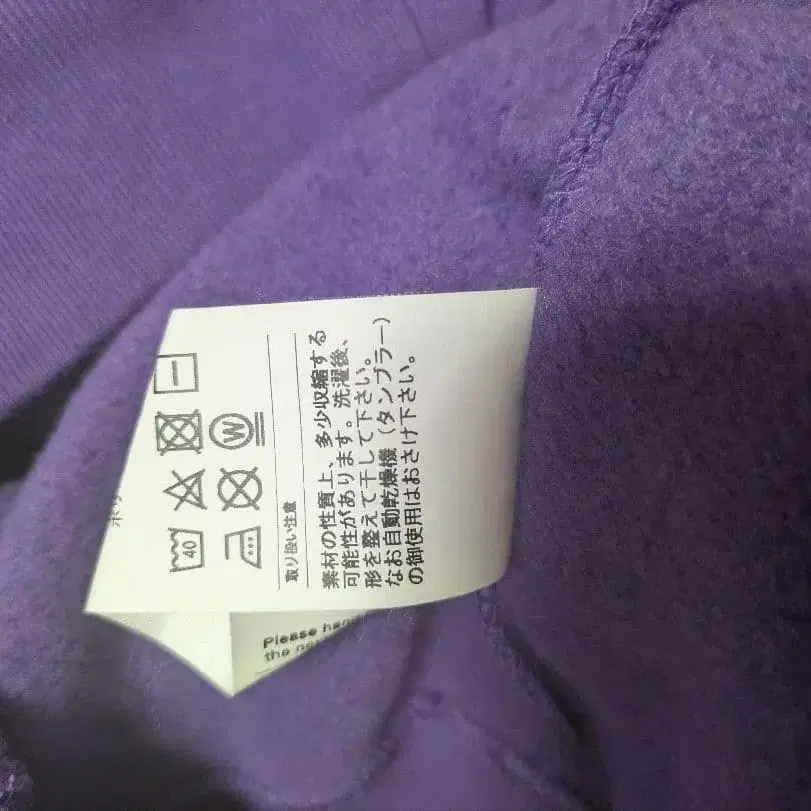 40
W
取り扱い注意
素材の性質上、多少収縮する
可能性があります。洗濯後、
形を整えて干して下さい。
なお自動乾燥機（タンブラー）
の御使用はおさけ下さい。
Please
the